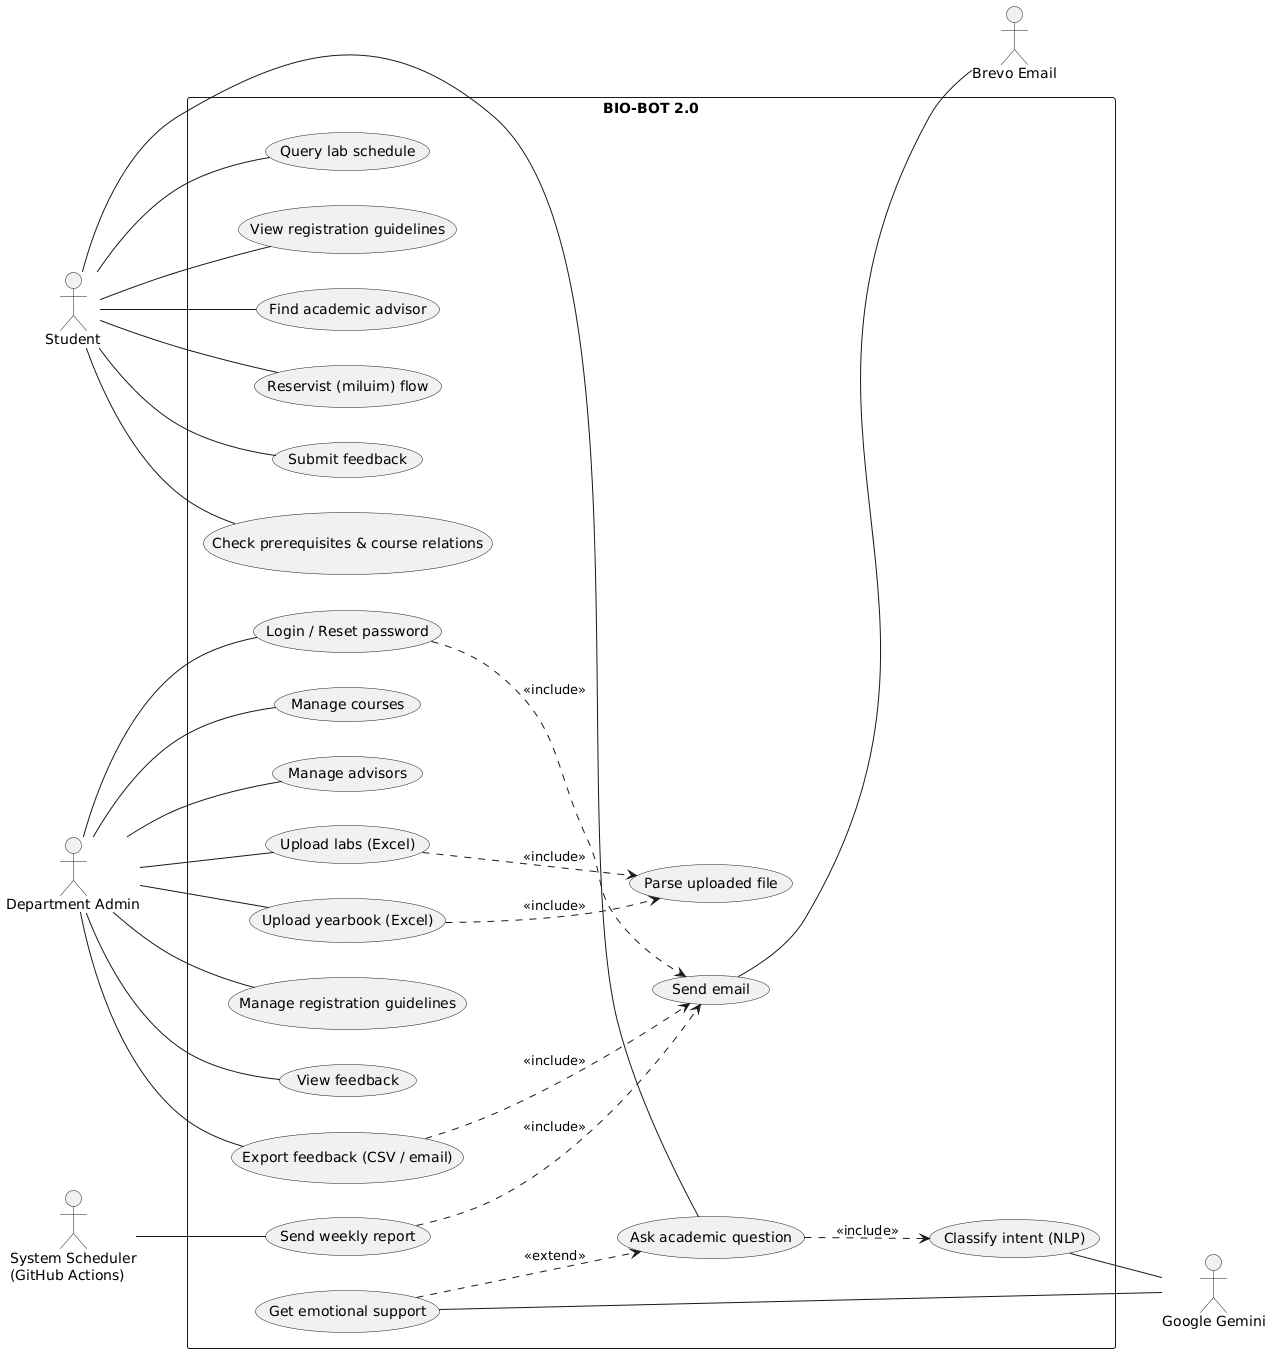 Brevo Email
BIO-BOT 2.0
Query lab schedule
View registration guidelines
Find academic advisor
Student
Reservist (miluim) flow
Submit feedback
Check prerequisites & course relations
Login / Reset password
«include»
Manage courses
Manage advisors
Upload labs (Excel)
«include»
Parse uploaded file
Department Admin
«include»
Upload yearbook (Excel)
Send email
Manage registration guidelines
«include»
View feedback
«include»
Export feedback (CSV / email)
Send weekly report
Ask academic question
«include»
Classify intent (NLP)
System Scheduler
(GitHub Actions)
«extend»
Get emotional support
Google Gemini